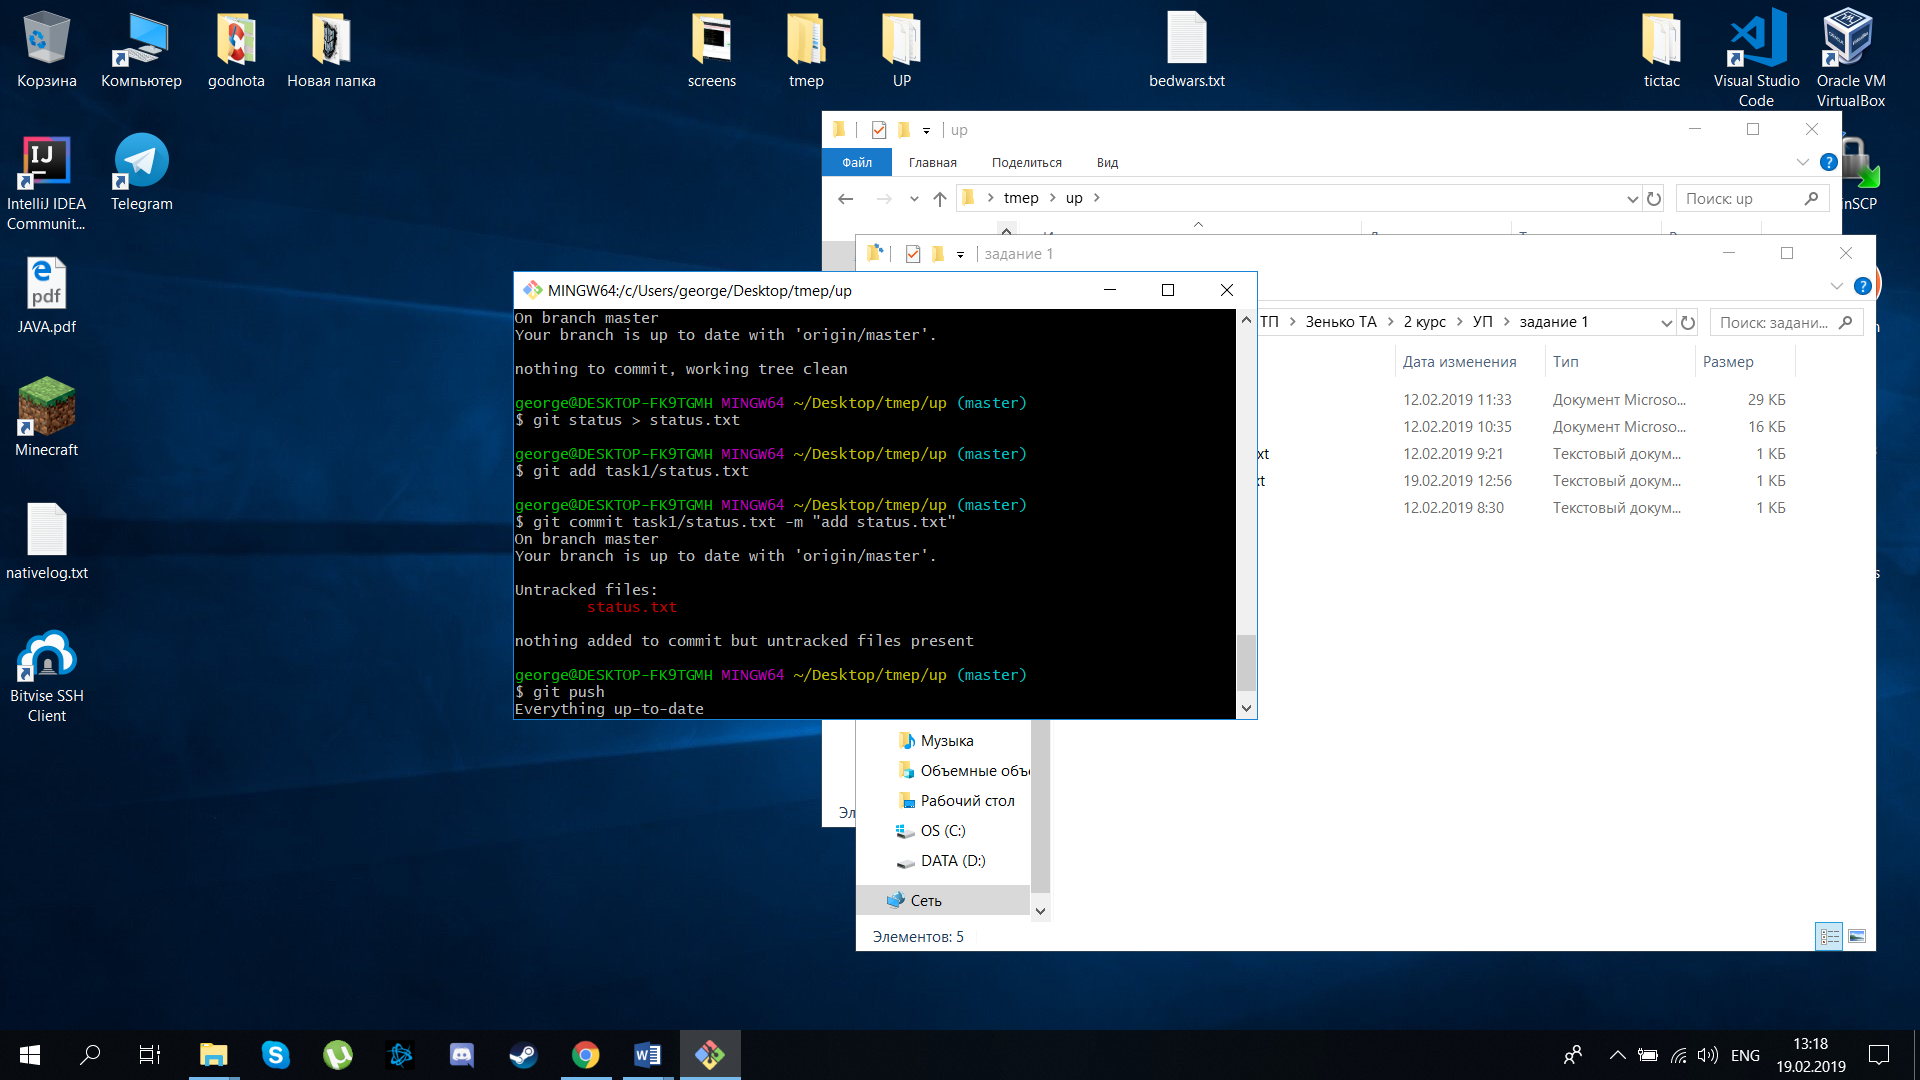 Корзина
Компьютер
godnota
Новая папка
screens
tmep
UP
bedwars.txt
tictac
Visual Studio
Code
Oracle VM
VirtualBox
IntelliJ IDEA
Communit...
Telegram
JAVA.pdf
Minecraft
nativelog.txt
Bitvise SSH
Client
up
Файл
Главная
Поделиться
Вид
tmep
up
Поиск: up
задание 1
ТП
Зенько ТА
2 курс
УП
задание 1
Поиск: задани...
Дата изменения
Тип
Размер
12.02.2019 11:33
Документ Microso...
29 КБ
12.02.2019 10:35
Документ Microso...
16 КБ
12.02.2019 9:21
Текстовый докум...
1 КБ
19.02.2019 12:56
Текстовый докум...
1 КБ
12.02.2019 8:30
Текстовый докум...
1 КБ
MINGW64:/c/Users/george/Desktop/tmep/up
On branch master
Your branch is up to date with 'origin/master'.
nothing to commit, working tree clean
george@DESKTOP-FK9TGMH MINGW64 ~/Desktop/tmep/up (master)
$ git status > status.txt
george@DESKTOP-FK9TGMH MINGW64 ~/Desktop/tmep/up (master)
$ git add task1/status.txt
george@DESKTOP-FK9TGMH MINGW64 ~/Desktop/tmep/up (master)
$ git commit task1/status.txt -m "add status.txt"
On branch master
Your branch is up to date with 'origin/master'.
Untracked files:
status.txt
nothing added to commit but untracked files present
george@DESKTOP-FK9TGMH MINGW64 ~/Desktop/tmep/up (master)
$ git push
Everything up-to-date
Музыка
Объемные объ
Рабочий стол
OS (C:)
DATA (D:)
Сеть
Элементов: 5
ENG
13:18
19.02.2019